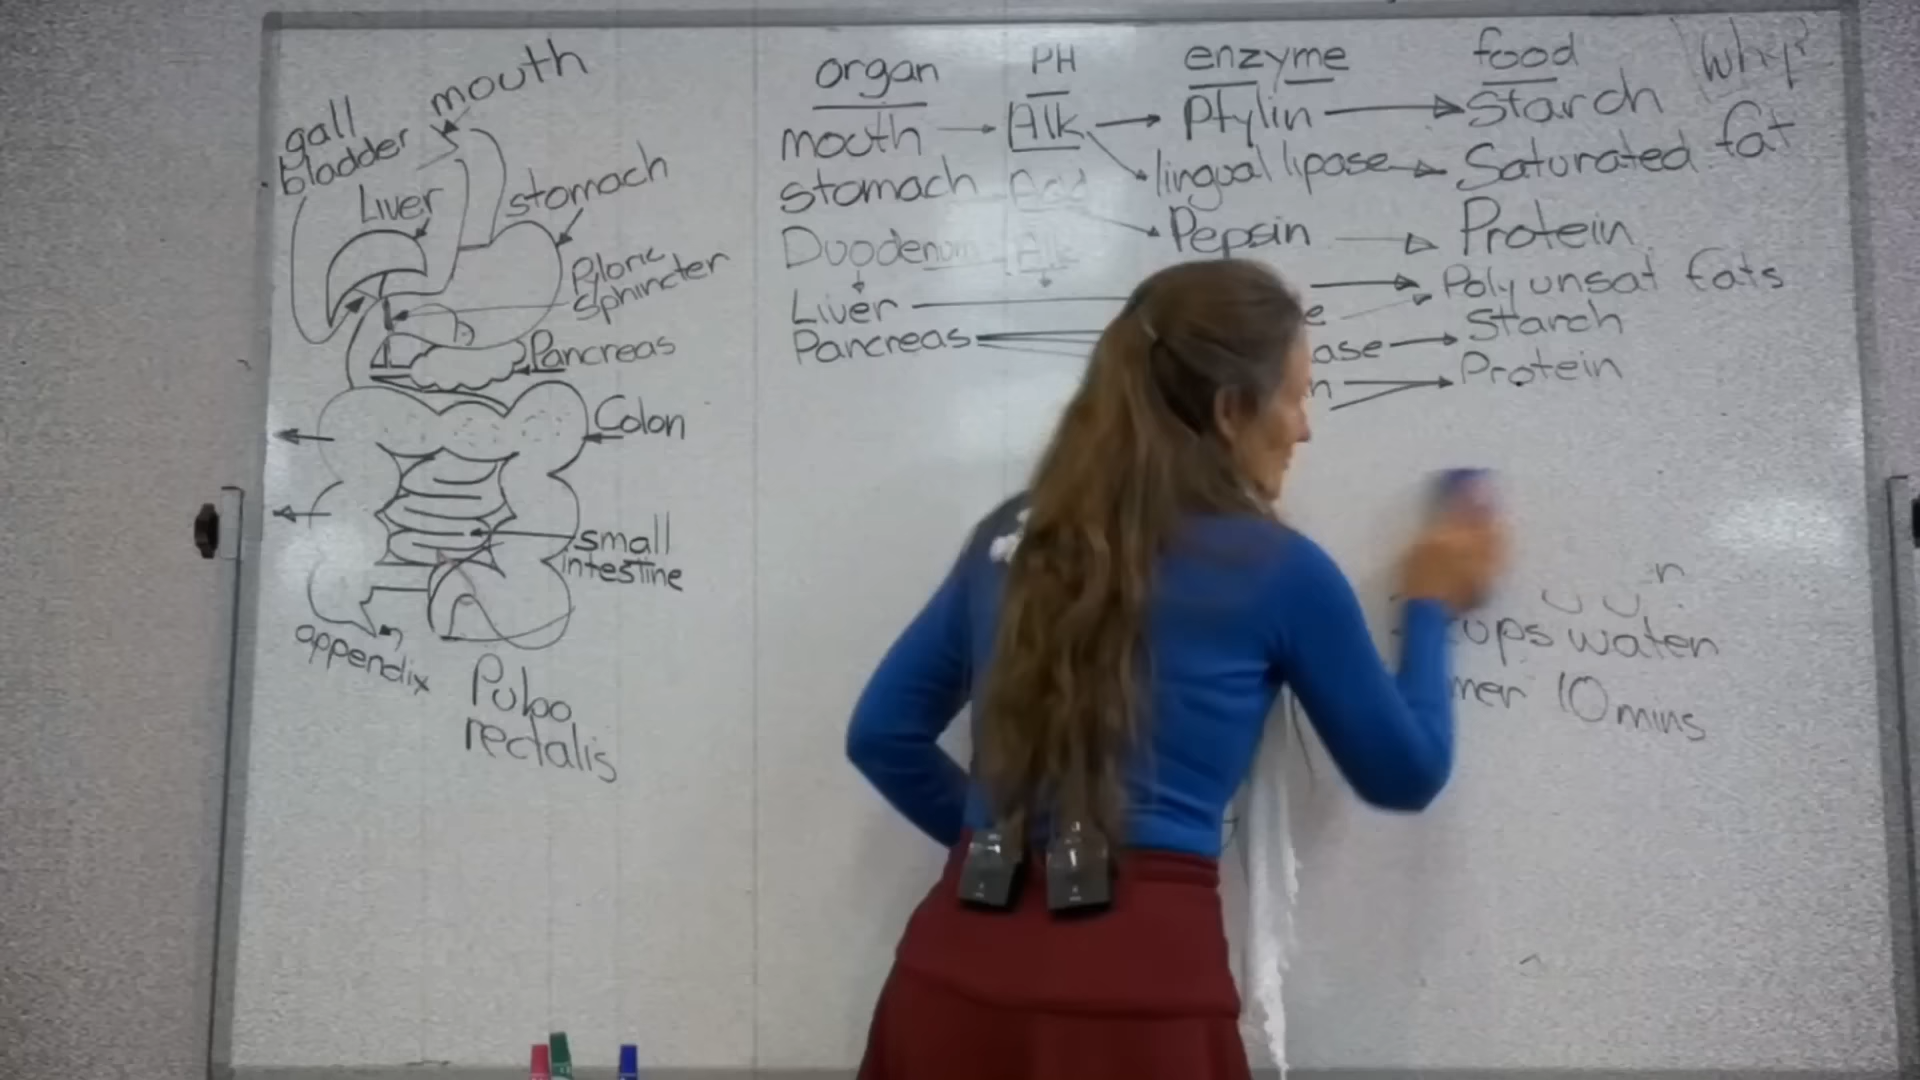 mouth
gall
bladder
Liver
stomach
Pyloric
sphincter
Pancreas
Colon
small
intestine
appendix
Pubo
rectalis
organ PH enzyme food Why?
mouth Alk Ptylin Starch
lingual lipase Saturated fat
stomach Acid Pepsin Protein
Duodenum Alk
Liver Poly unsat fats
Pancreas ase Starch
Protein
ups water
mer 10 mins